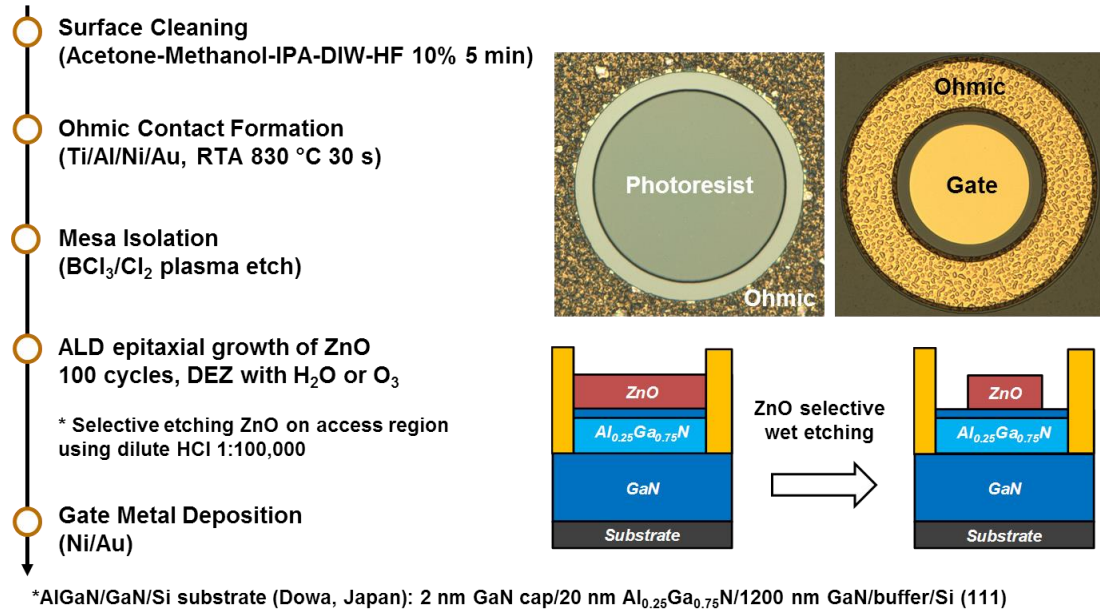 Surface Cleaning
(Acetone-Methanol-IPA-DIW-HF 10% 5 min)
Ohmic Contact Formation
(Ti/Al/Ni/Au, RTA 830 °C 30 s)
Mesa Isolation
(BCl₃/Cl₂ plasma etch)
ALD epitaxial growth of ZnO
100 cycles, DEZ with H₂O or O₃
* Selective etching ZnO on access region
using dilute HCl 1:100,000
Gate Metal Deposition
(Ni/Au)
Photoresist
Ohmic
Ohmic
Gate
ZnO
Al₀.₂₅Ga₀.₇₅N
GaN
Substrate
ZnO selective
wet etching
ZnO
Al₀.₂₅Ga₀.₇₅N
GaN
Substrate
*AlGaN/GaN/Si substrate (Dowa, Japan): 2 nm GaN cap/20 nm Al₀.₂₅Ga₀.₇₅N/1200 nm GaN/buffer/Si (111)